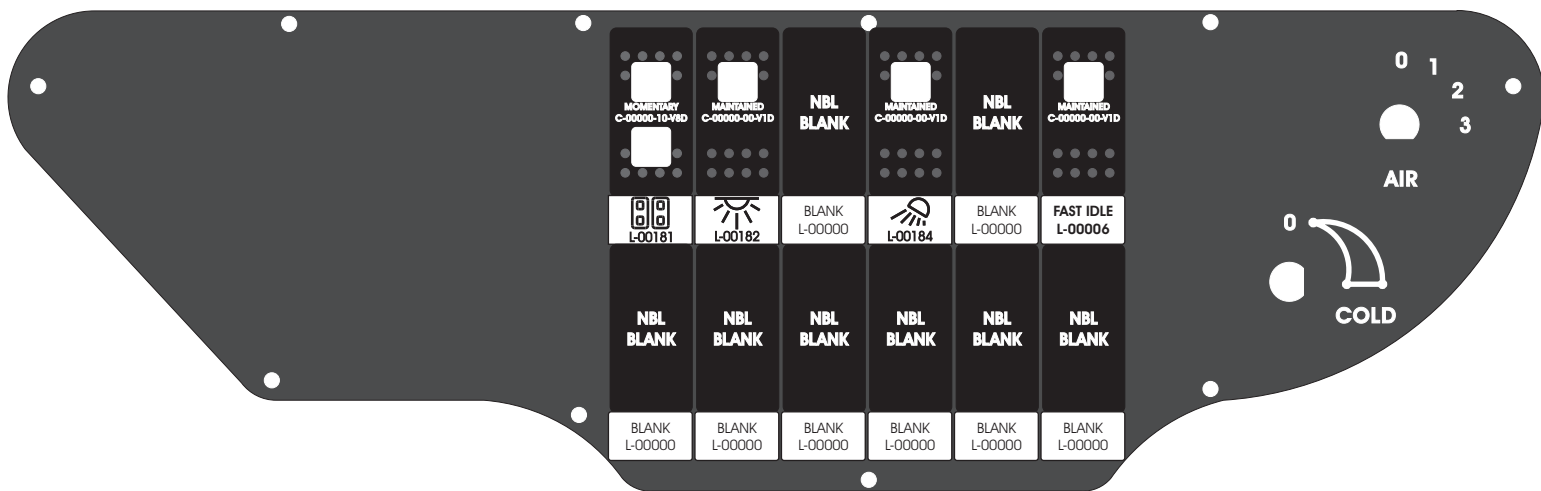 MOMENTARY
C-00000-10-V8D
MAINTAINED
C-00000-00-V1D
NBL
BLANK
MAINTAINED
C-00000-00-V1D
NBL
BLANK
MAINTAINED
C-00000-00-V1D
0
1
2
3
AIR
L-00181
L-00182
BLANK
L-00000
L-00184
BLANK
L-00000
FAST IDLE
L-00006
0
COLD
NBL
BLANK
NBL
BLANK
NBL
BLANK
NBL
BLANK
NBL
BLANK
NBL
BLANK
BLANK
L-00000
BLANK
L-00000
BLANK
L-00000
BLANK
L-00000
BLANK
L-00000
BLANK
L-00000